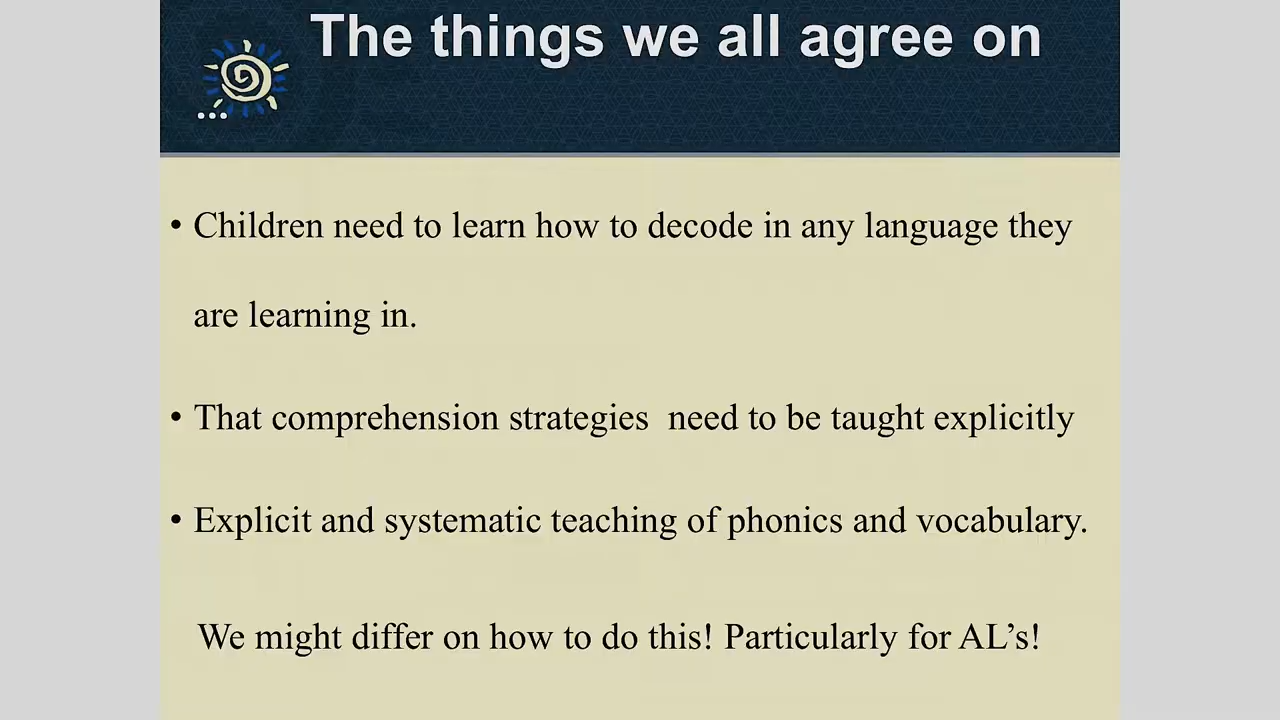 The things we all agree on
...
• Children need to learn how to decode in any language they
are learning in.
• That comprehension strategies  need to be taught explicitly
• Explicit and systematic teaching of phonics and vocabulary.
We might differ on how to do this! Particularly for AL’s!